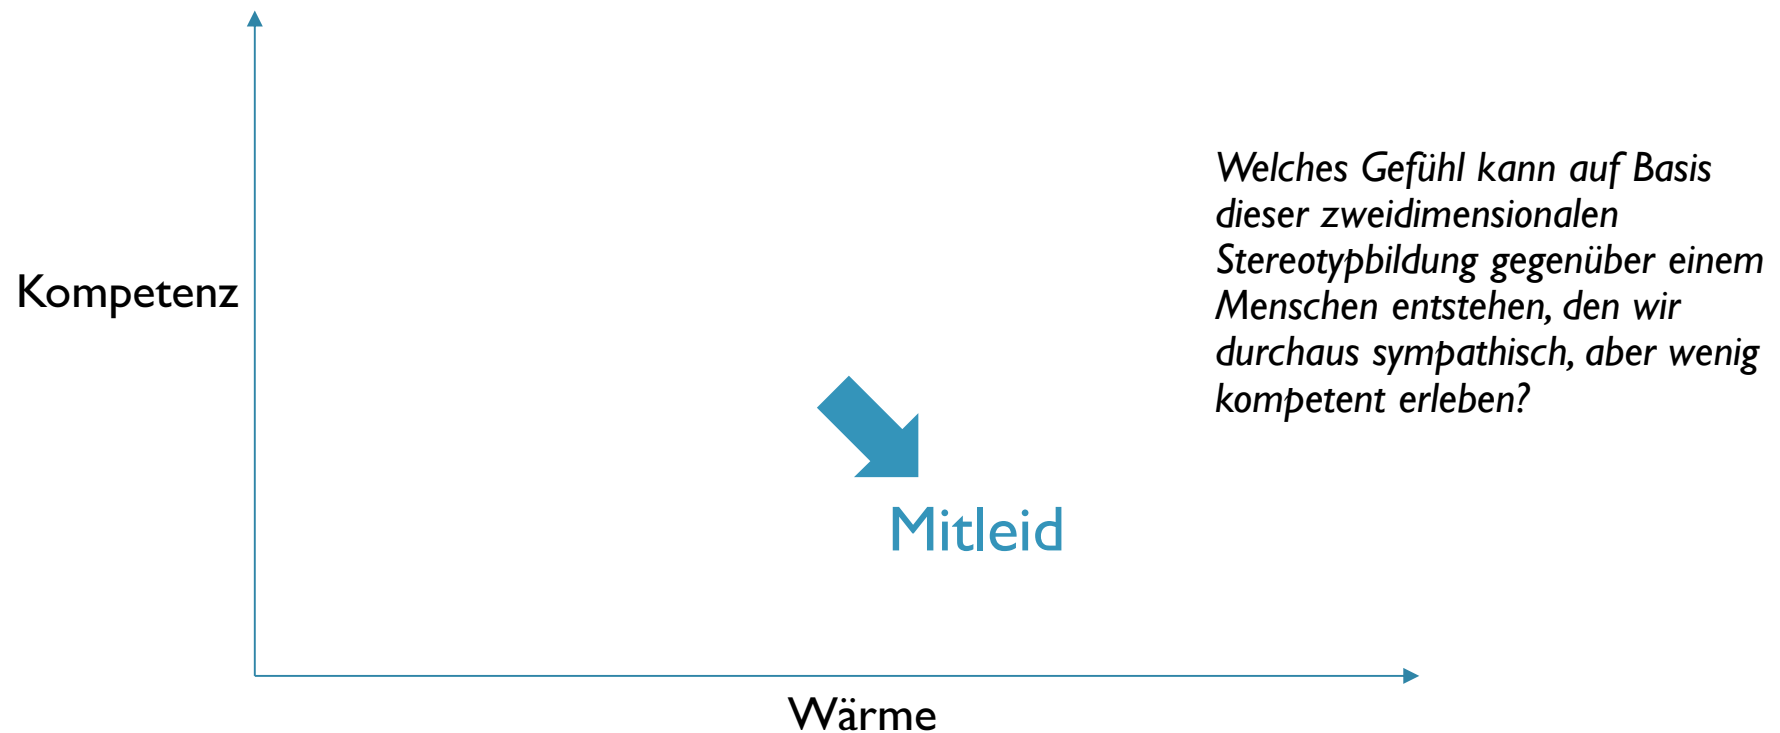 Kompetenz
Welches Gefühl kann auf Basis
dieser zweidimensionalen
Stereotypbildung gegenüber einem
Menschen entstehen, den wir
durchaus sympathisch, aber wenig
kompetent erleben?
Mitleid
Wärme